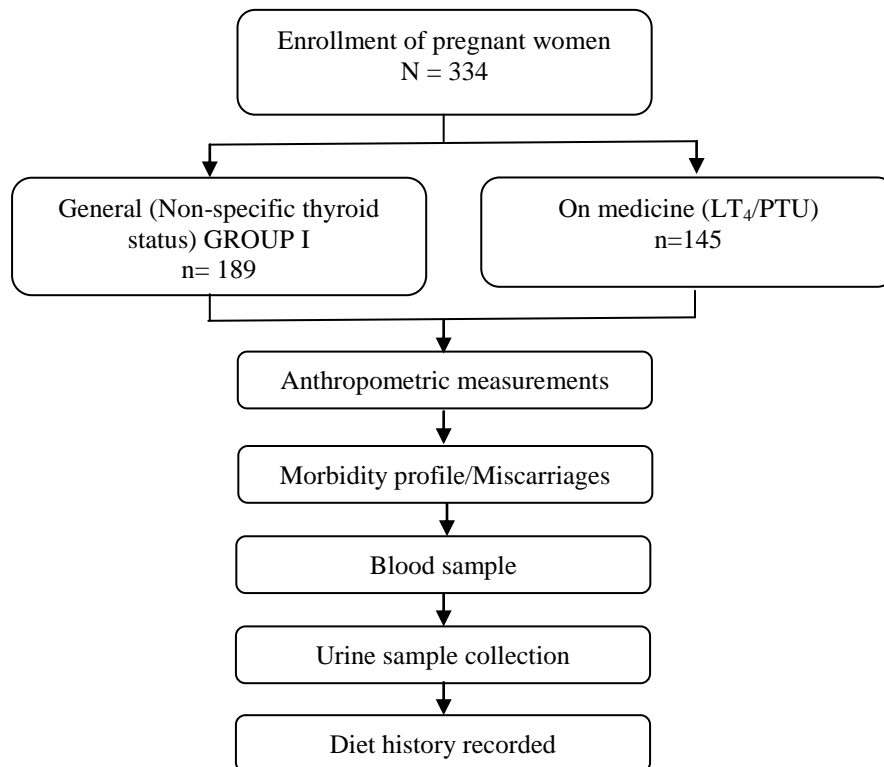 Enrollment of pregnant women
N = 334
General (Non-specific thyroid
status) GROUP I
n= 189
On medicine (LT₄/PTU)
n=145
Anthropometric measurements
Morbidity profile/Miscarriages
Blood sample
Urine sample collection
Diet history recorded